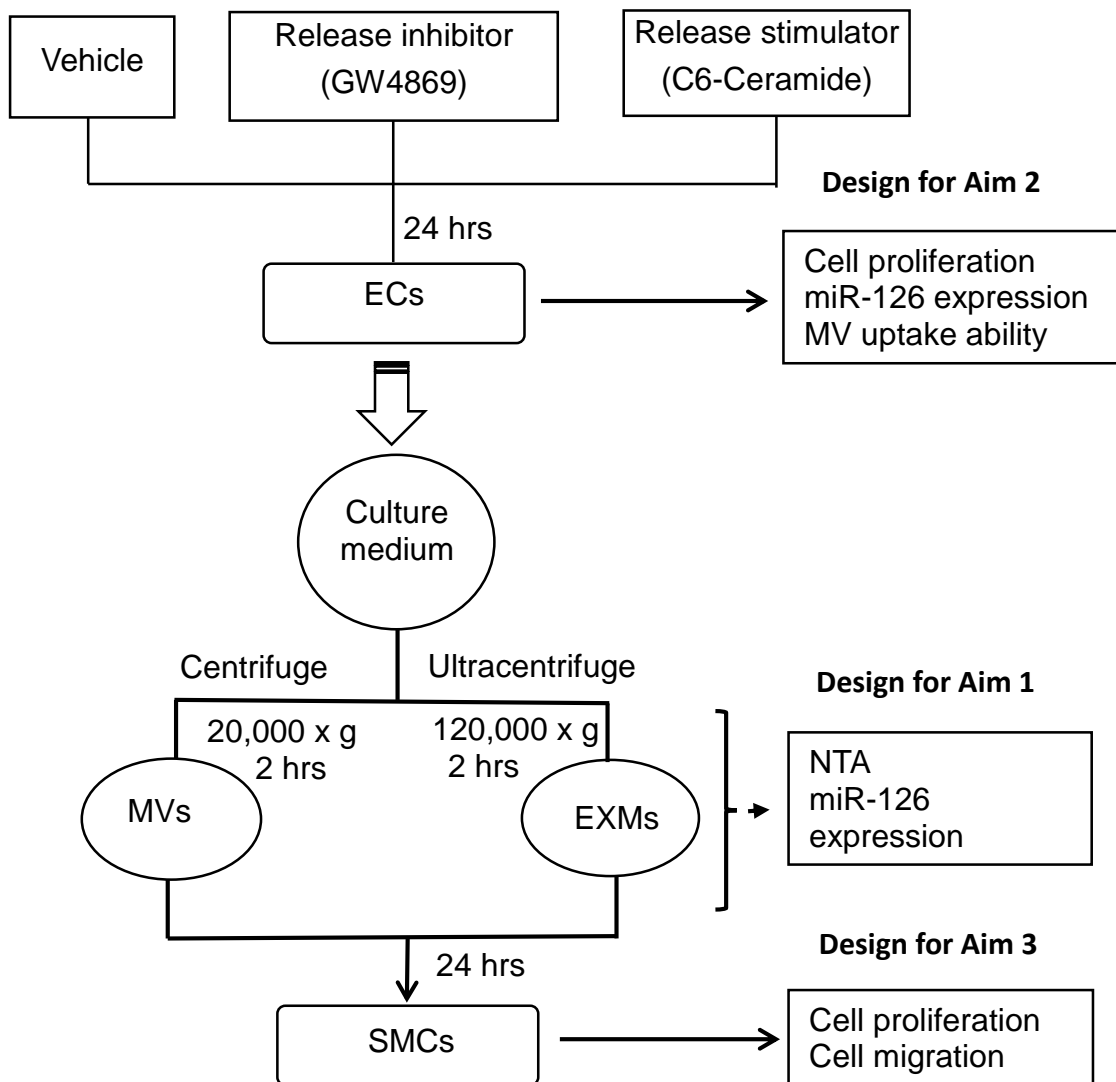 Vehicle
Release inhibitor
(GW4869)
Release stimulator
(C6-Ceramide)
Design for Aim 2
24 hrs
ECs
Cell proliferation
miR-126 expression
MV uptake ability
Culture
medium
Centrifuge
Ultracentrifuge
20,000 x g
2 hrs
120,000 x g
2 hrs
Design for Aim 1
MVs
EXMs
NTA
miR-126
expression
Design for Aim 3
24 hrs
SMCs
Cell proliferation
Cell migration